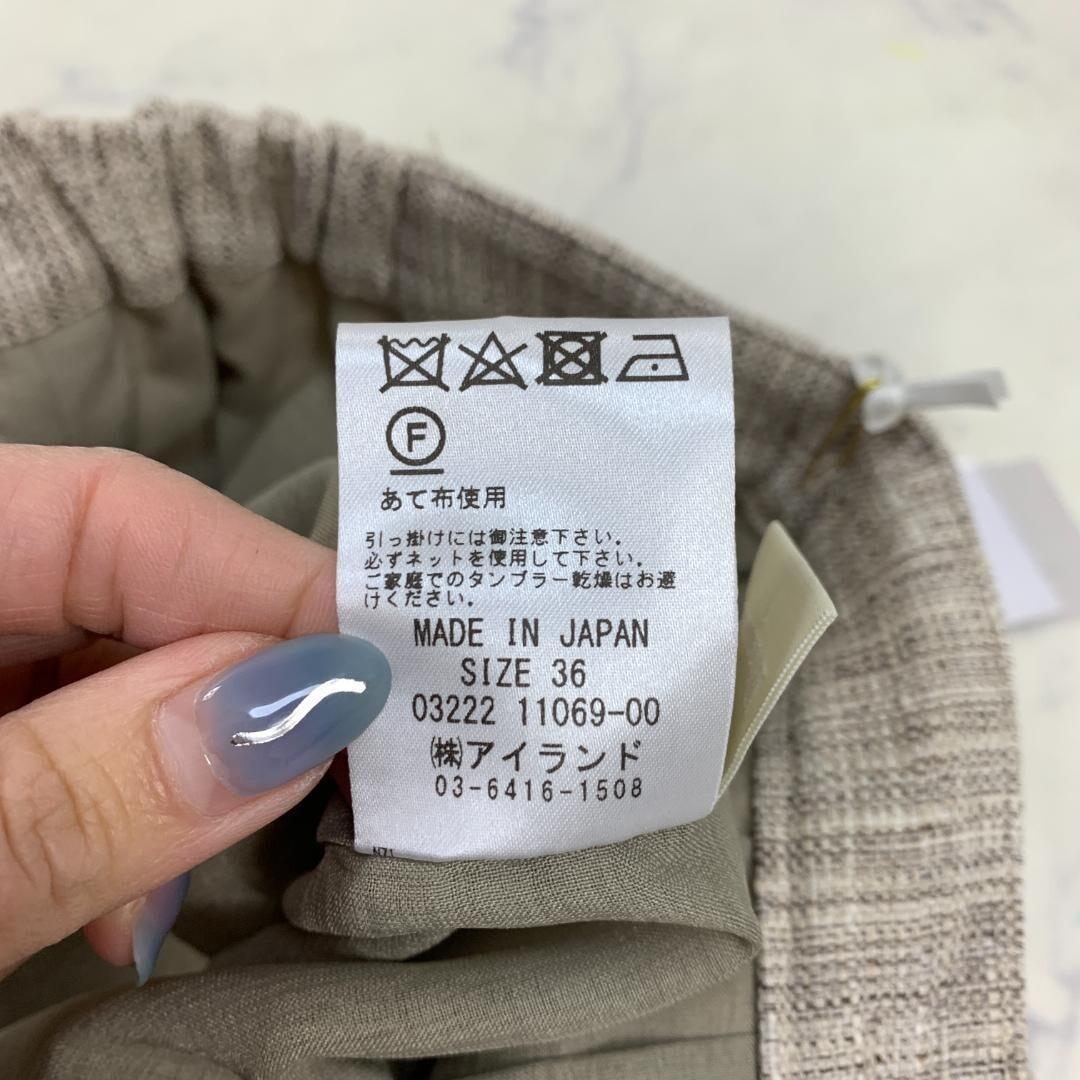 F
あて布使用
引っ掛けには御注意下さい。
必ずネットを使用して下さい。
ご家庭でのタンブラー乾燥はお避
けください。
MADE IN JAPAN
SIZE 36
03222 11069-00
㈱アイランド
03-6416-1508